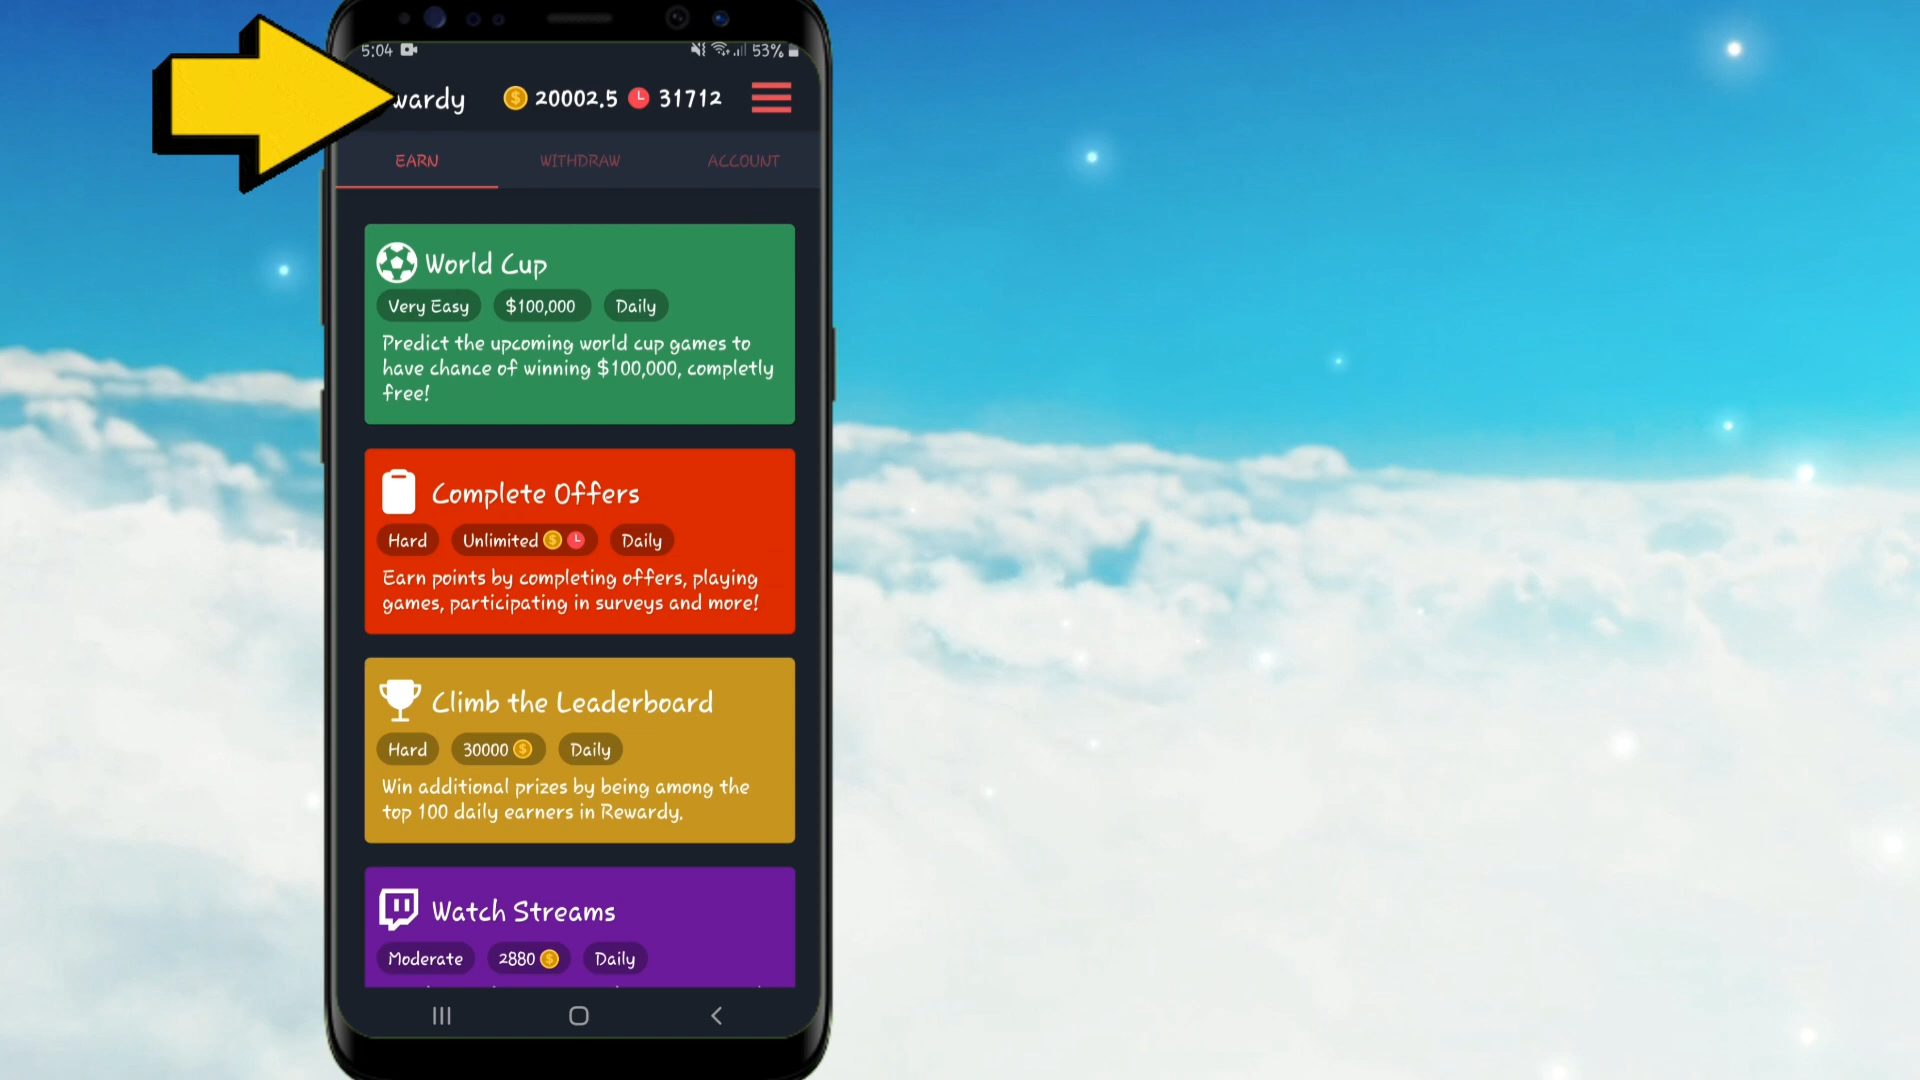 5:04 53%
wardy 20002.5 31712
EARN WITHDRAW ACCOUNT
World Cup
Very Easy $100,000 Daily
Predict the upcoming world cup games to
have chance of winning $100,000, completly
free!
Complete Offers
Hard Unlimited Daily
Earn points by completing offers, playing
games, participating in surveys and more!
Climb the Leaderboard
Hard 30000 Daily
Win additional prizes by being among the
top 100 daily earners in Rewardy.
Watch Streams
Moderate 2880 Daily